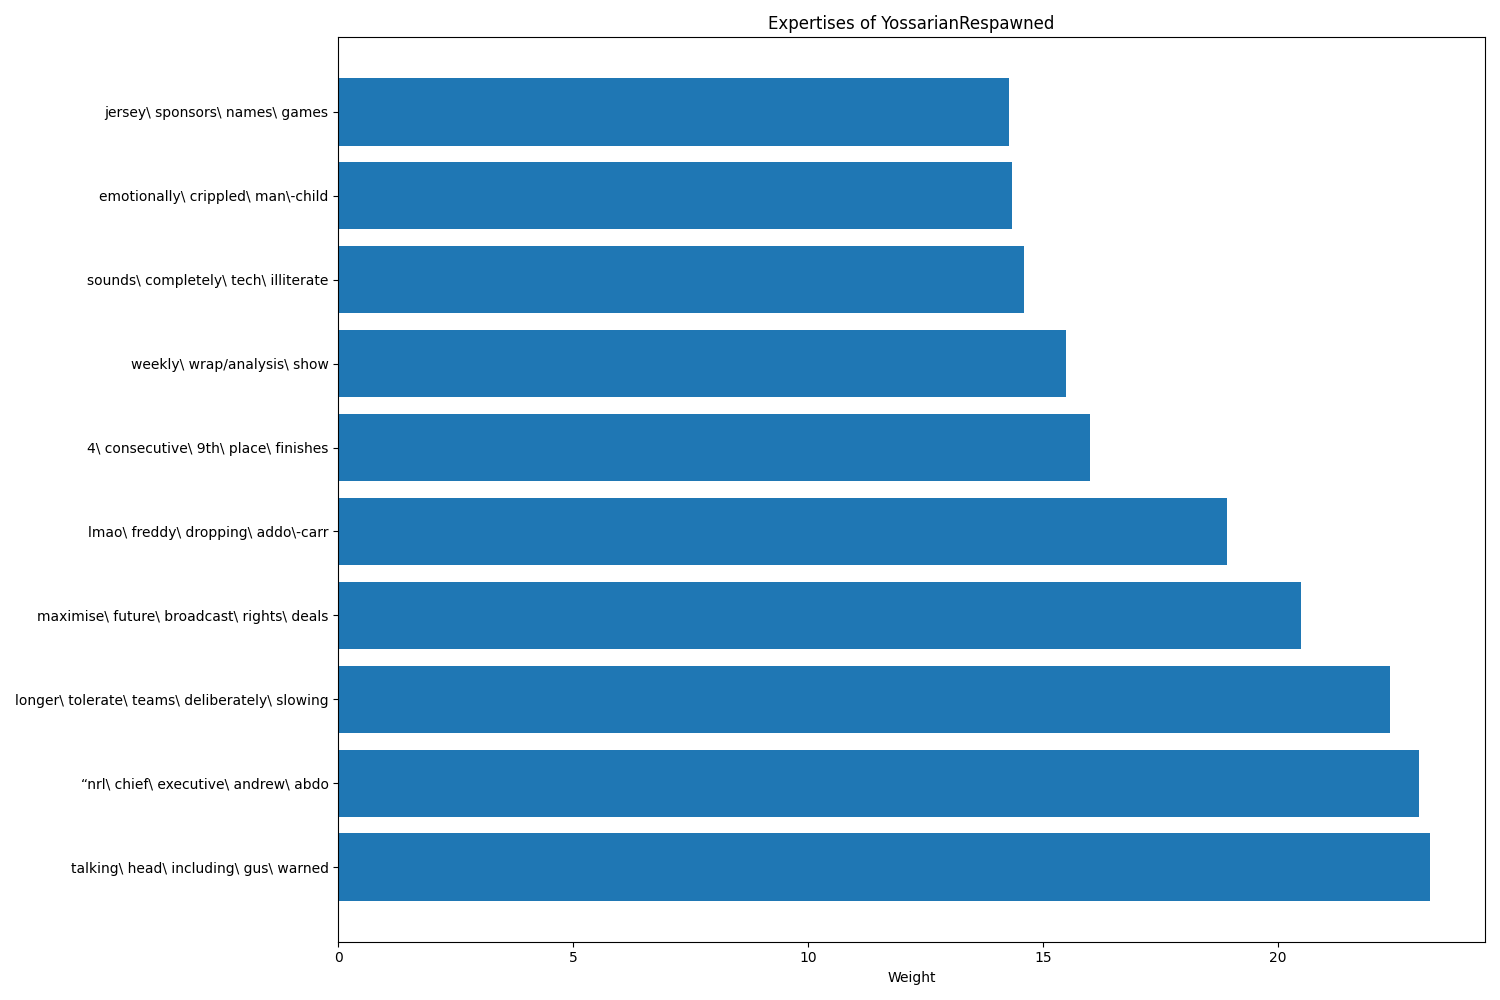 Expertises of YossarianRespawned
jersey\ sponsors\ names\ games
emotionally\ crippled\ man\-child
sounds\ completely\ tech\ illiterate
weekly\ wrap/analysis\ show
4\ consecutive\ 9th\ place\ finishes
lmao\ freddy\ dropping\ addo\-carr
maximise\ future\ broadcast\ rights\ deals
longer\ tolerate\ teams\ deliberately\ slowing
“nrl\ chief\ executive\ andrew\ abdo
talking\ head\ including\ gus\ warned
0 5 10 15 20
Weight